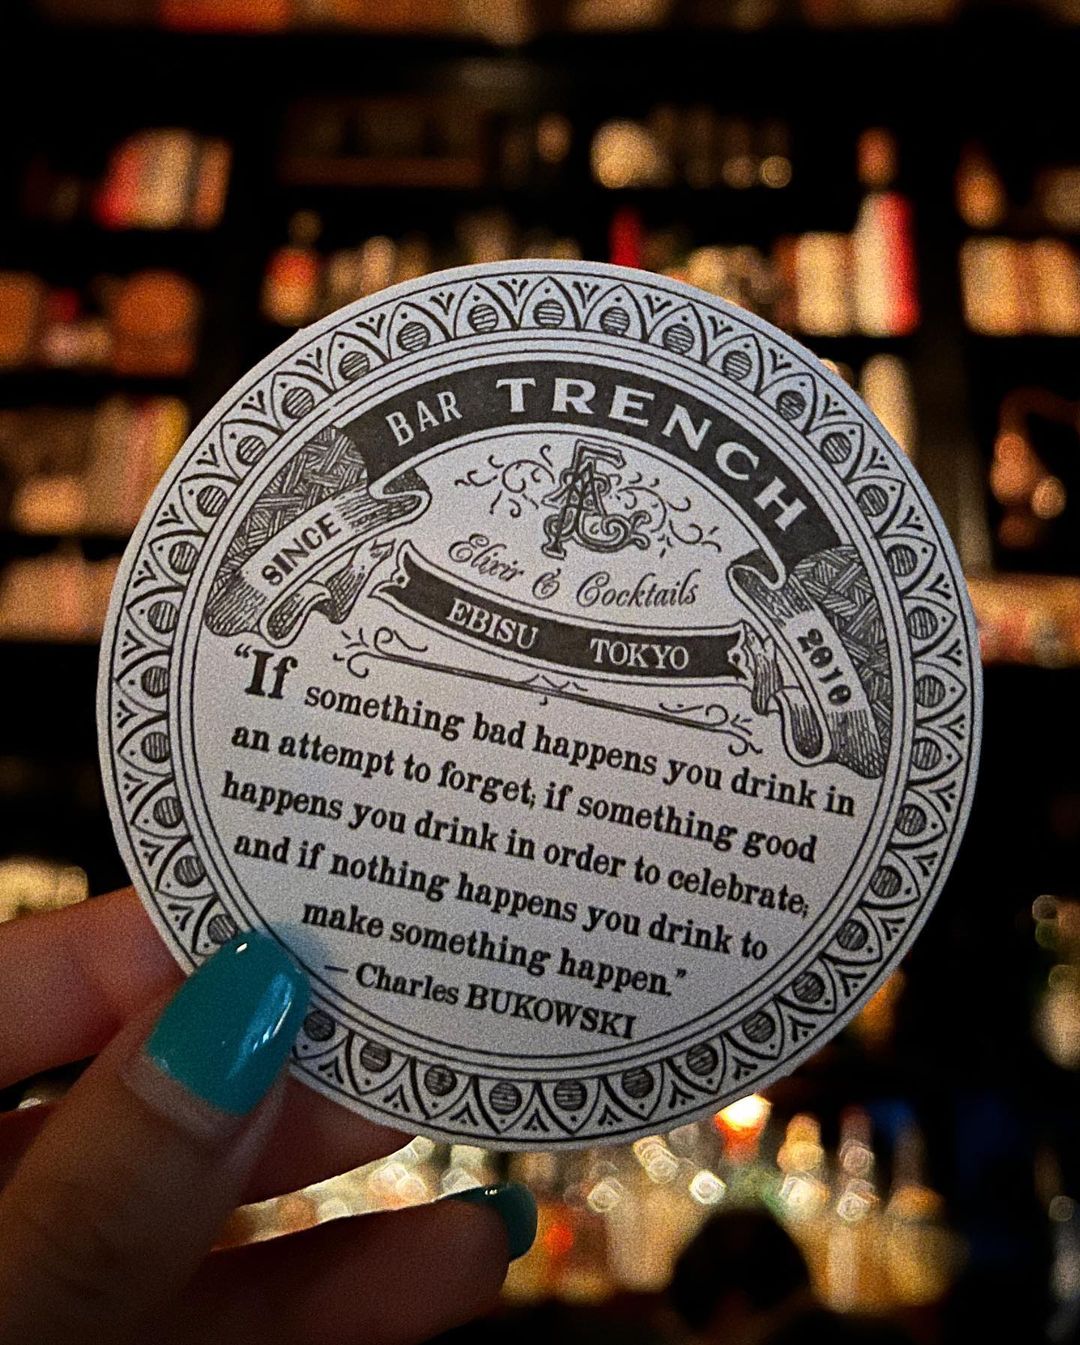 BAR TRENCH
SINCE 2010
Elixir & Cocktails
EBISU TOKYO
“If something bad happens you drink in
an attempt to forget; if something good
happens you drink in order to celebrate;
and if nothing happens you drink to
make something happen.”
— Charles BUKOWSKI